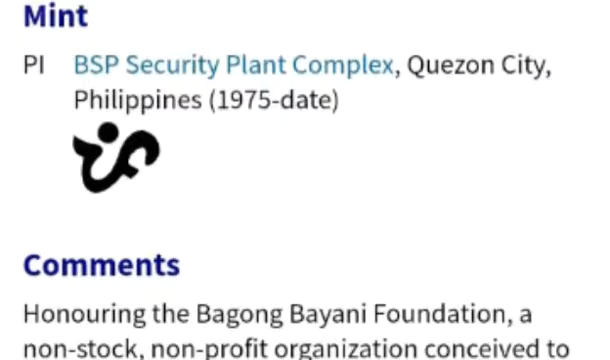 Mint
PI BSP Security Plant Complex, Quezon City,
Philippines (1975-date)
Comments
Honouring the Bagong Bayani Foundation, a
non-stock, non-profit organization conceived to